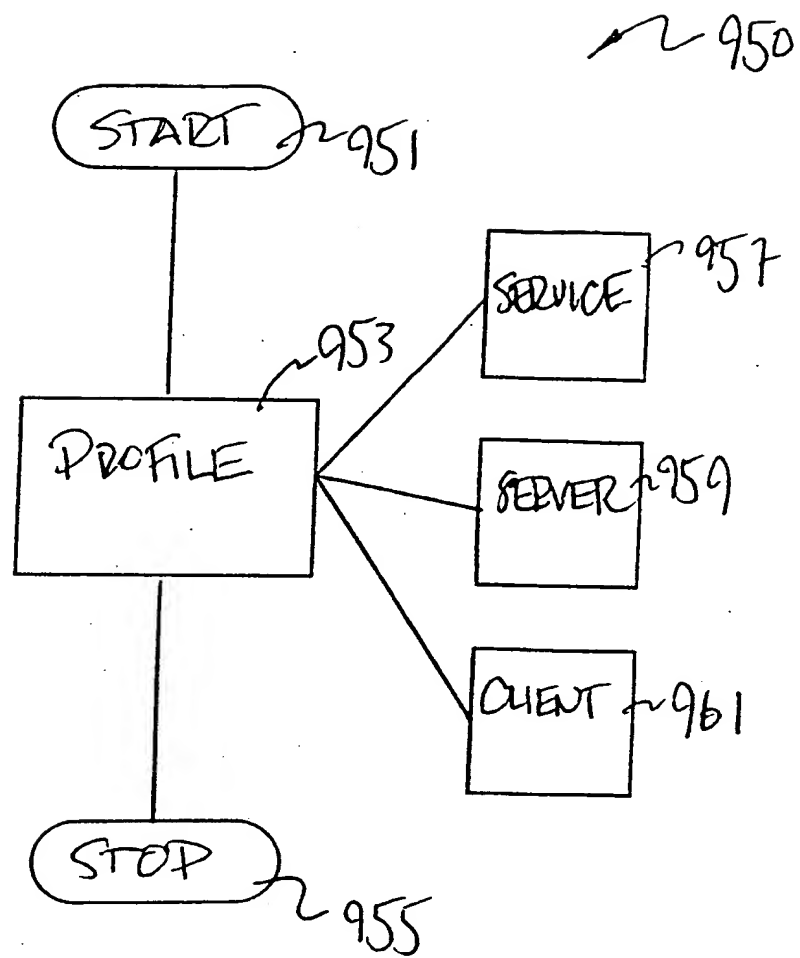 950
START
951
957
SERVICE
953
PROFILE
SERVER
959
CLIENT
961
STOP
955